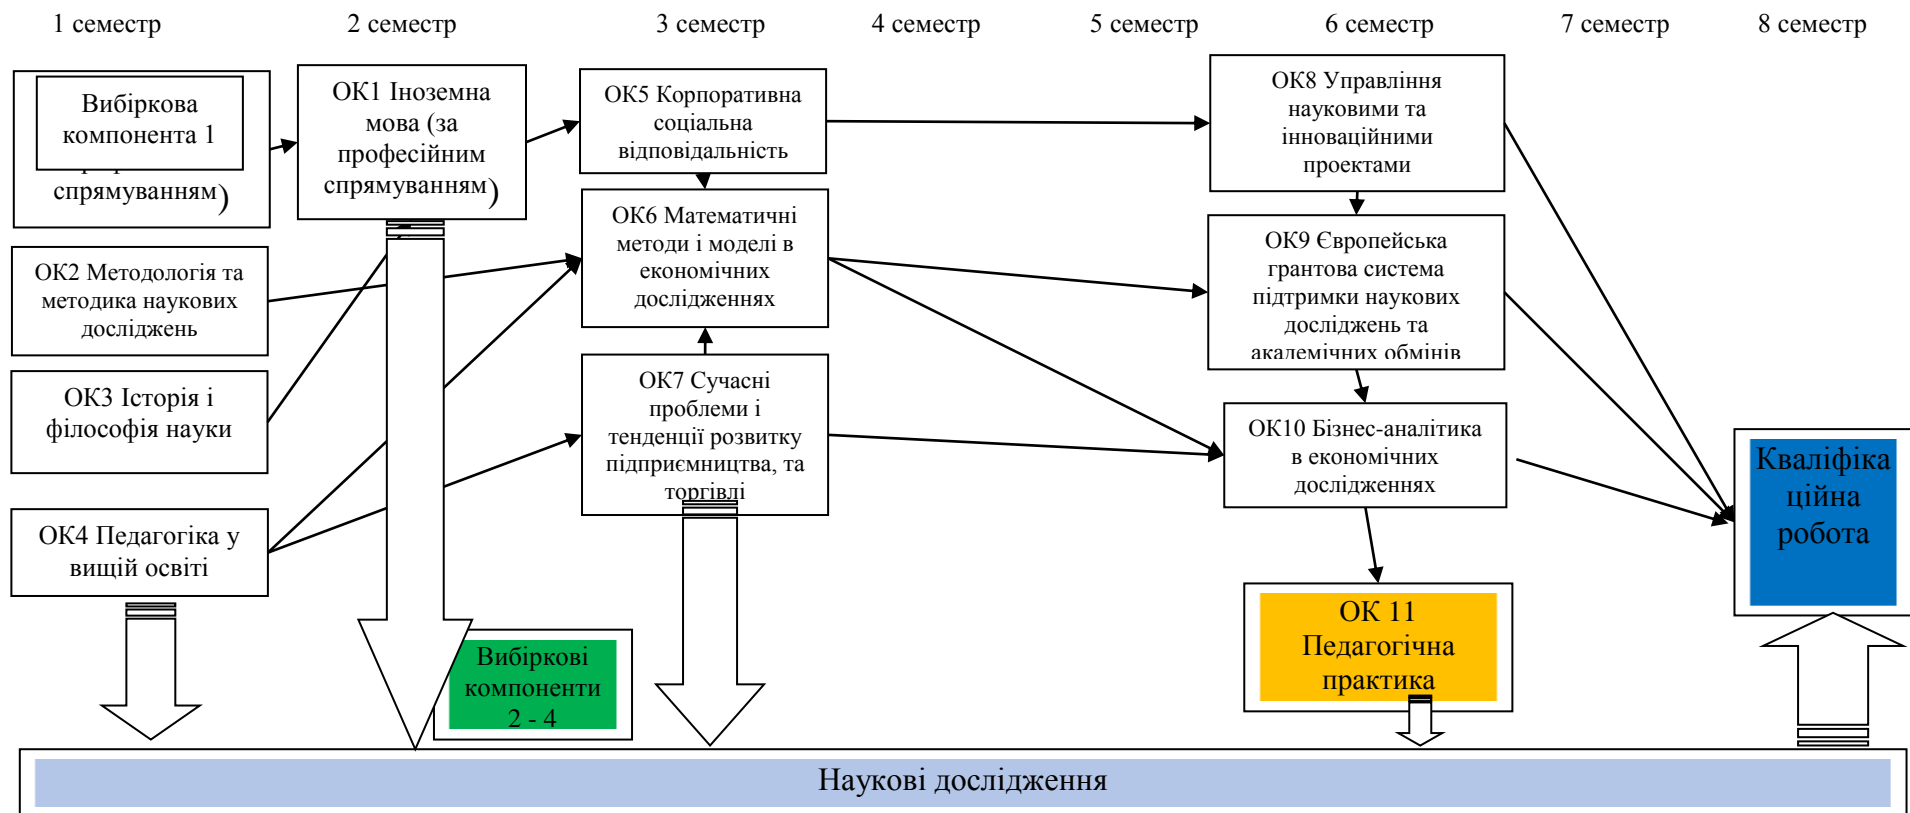 1 семестр
2 семестр
3 семестр
4 семестр
5 семестр
6 семестр
7 семестр
8 семестр
Вибіркова
компонента 1
спрямуванням)
ОК2 Методологія та
методика наукових
досліджень
ОК3 Історія і
філософія науки
ОК4 Педагогіка у
вищій освіті
ОК1 Іноземна
мова (за
професійним
спрямуванням)
Вибіркові
компоненти
2 - 4
ОК5 Корпоративна
соціальна
відповідальність
ОК6 Математичні
методи і моделі в
економічних
дослідженнях
ОК7 Сучасні
проблеми і
тенденції розвитку
підприємництва, та
торгівлі
ОК8 Управління
науковими та
інноваційними
проектами
ОК9 Європейська
грантова система
підтримки наукових
досліджень та
академічних обмінів
ОК10 Бізнес-аналітика
в економічних
дослідженнях
ОК 11
Педагогічна
практика
Кваліфіка
ційна
робота
Наукові дослідження